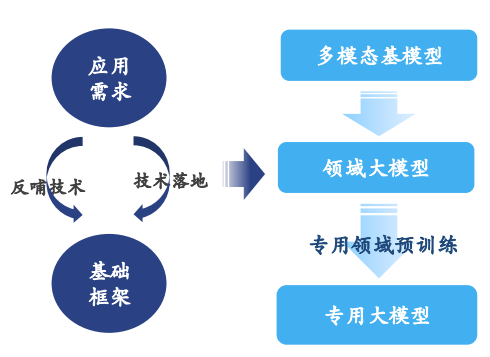 应用
需求
反哺技术
技术落地
基础
框架
多模态基模型
领域大模型
专用领域预训练
专用大模型